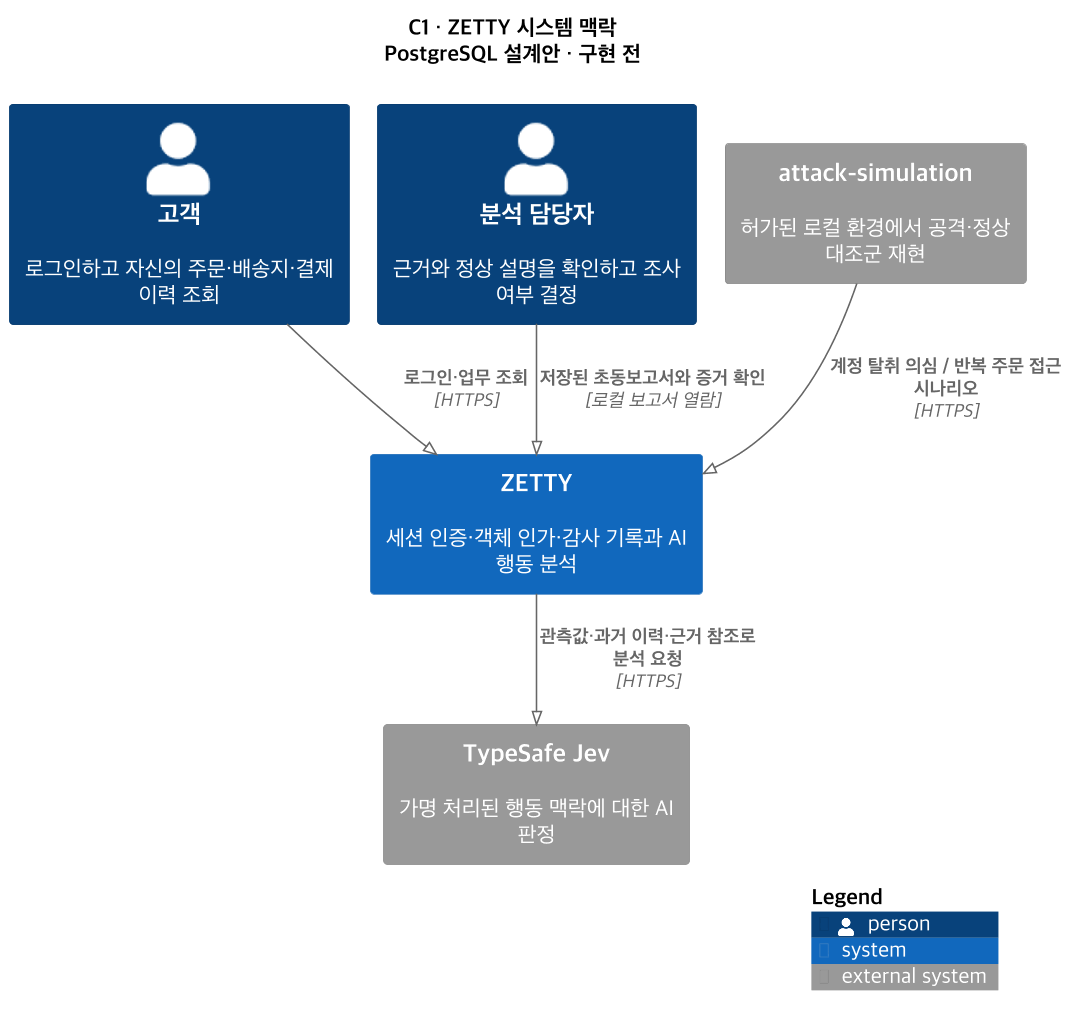 C1 · ZETTY 시스템 맥락
PostgreSQL 설계안 · 구현 전
고객
로그인하고 자신의 주문·배송지·결제
이력 조회
분석 담당자
근거와 정상 설명을 확인하고 조사
여부 결정
attack-simulation
허가된 로컬 환경에서 공격·정상
대조군 재현
로그인·업무 조회
[HTTPS]
저장된 초동보고서와 증거 확인
[로컬 보고서 열람]
계정 탈취 의심 / 반복 주문 접근
시나리오
[HTTPS]
ZETTY
세션 인증·객체 인가·감사 기록과 AI
행동 분석
관측값·과거 이력·근거 참조로
분석 요청
[HTTPS]
TypeSafe Jev
가명 처리된 행동 맥락에 대한 AI
판정
Legend
person
system
external system